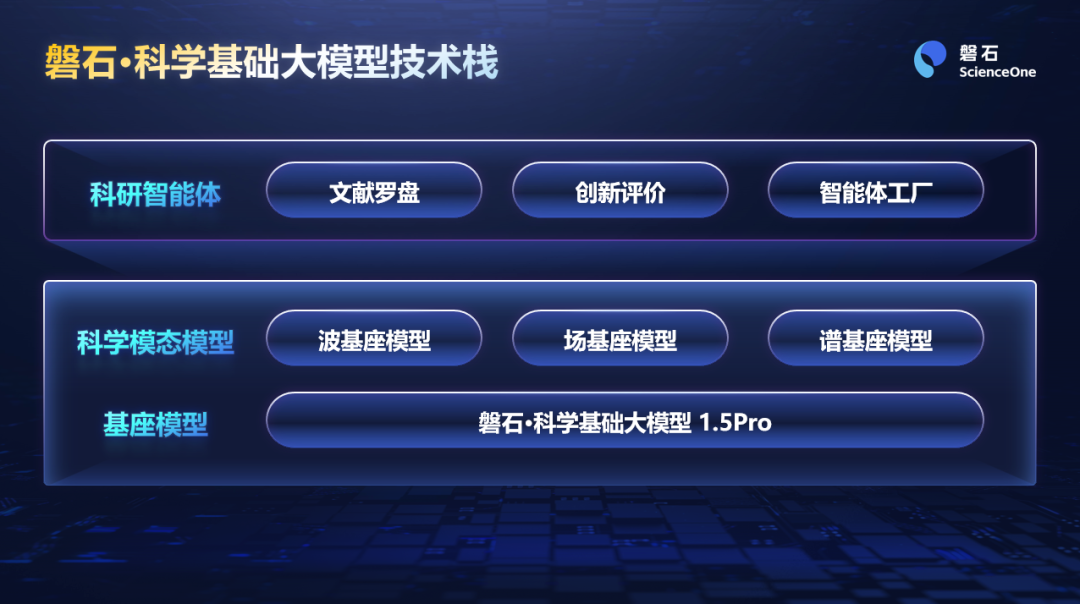 磐石·科学基础大模型技术栈
磐石
ScienceOne
科研智能体
文献罗盘
创新评价
智能体工厂
科学模态模型
波基座模型
场基座模型
谱基座模型
基座模型
磐石·科学基础大模型 1.5Pro